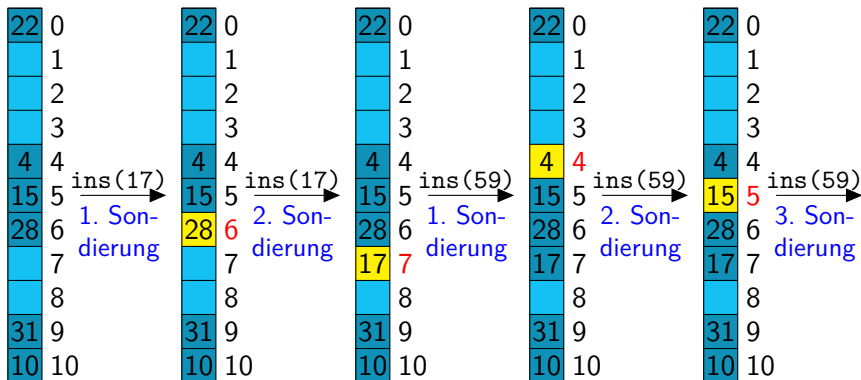 22 0 22 0 22 0 22 0 22 0
1 1 1 1 1
2 2 2 2 2
3 3 3 3 3
4 4 4 4 4 4 4 4 4 4
ins(17) ins(17) ins(59) ins(59) ins(59)
15 5 15 5 15 5 15 5 15 5
1. Son- 2. Son- 1. Son- 2. Son- 3. Son-
28 6 28 6 28 6 28 6 28 6
dierung dierung dierung dierung dierung
7 7 17 7 17 7 17 7
8 8 8 8 8
31 9 31 9 31 9 31 9 31 9
10 10 10 10 10 10 10 10 10 10